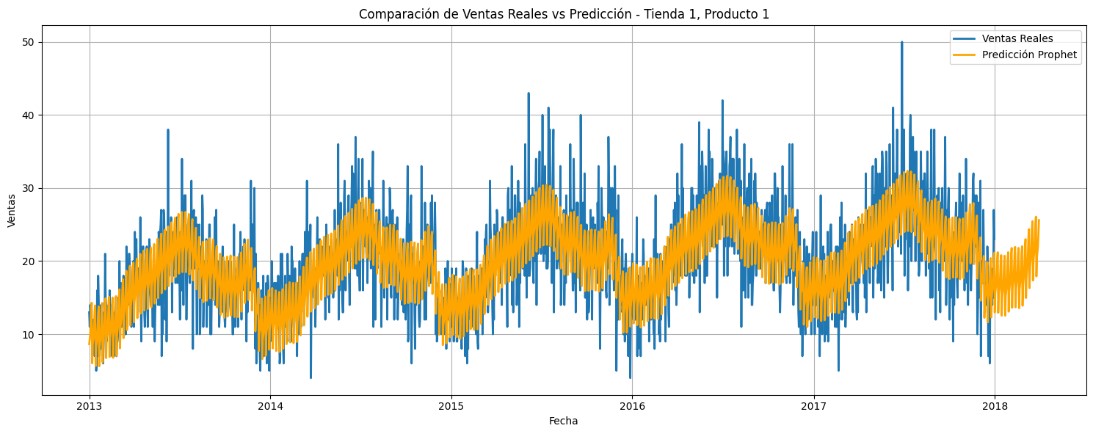 Comparación de Ventas Reales vs Predicción - Tienda 1, Producto 1
Ventas Reales
Predicción Prophet
50
40
30
20
10
Ventas
2013
2014
2015
2016
2017
2018
Fecha